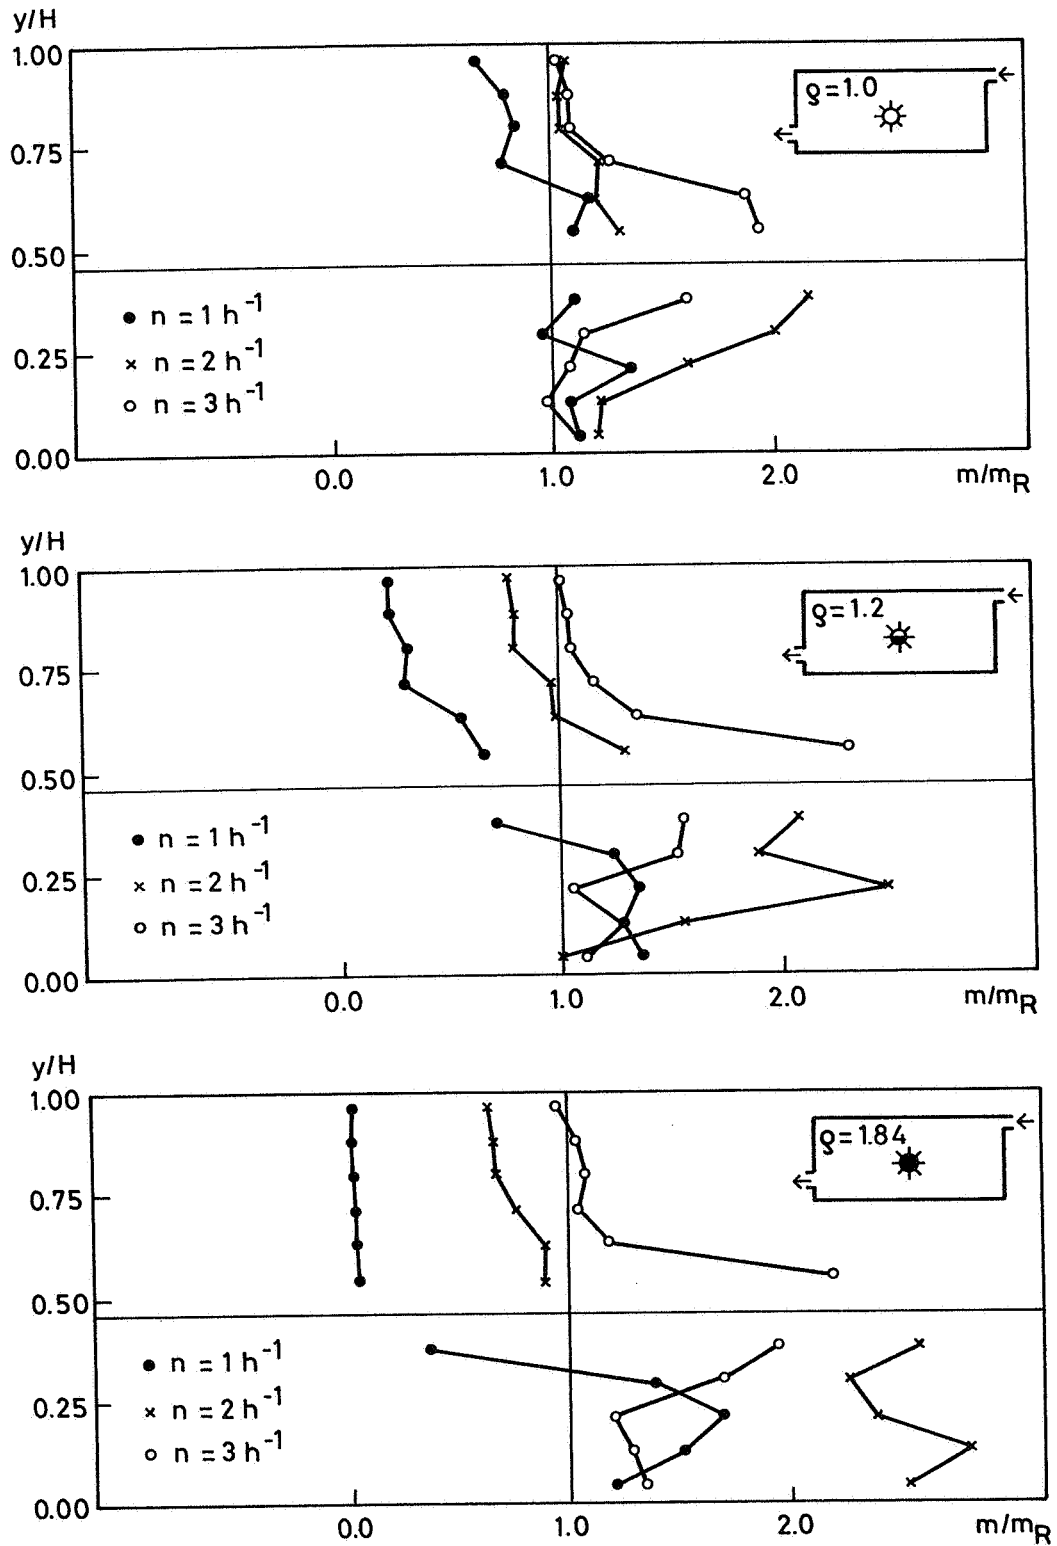 y/H
1.00
ϱ=1.0
0.75
0.50
n = 1 h⁻¹
n = 2 h⁻¹
0.25
n = 3 h⁻¹
0.00
0.0 1.0 2.0 m/mR
y/H
1.00
ϱ=1.2
0.75
0.50
n = 1 h⁻¹
n = 2 h⁻¹
0.25
n = 3 h⁻¹
0.00
0.0 1.0 2.0 m/mR
y/H
1.00
ϱ=1.84
0.75
0.50
n = 1 h⁻¹
n = 2 h⁻¹
0.25
n = 3 h⁻¹
0.00
0.0 1.0 2.0 m/mR